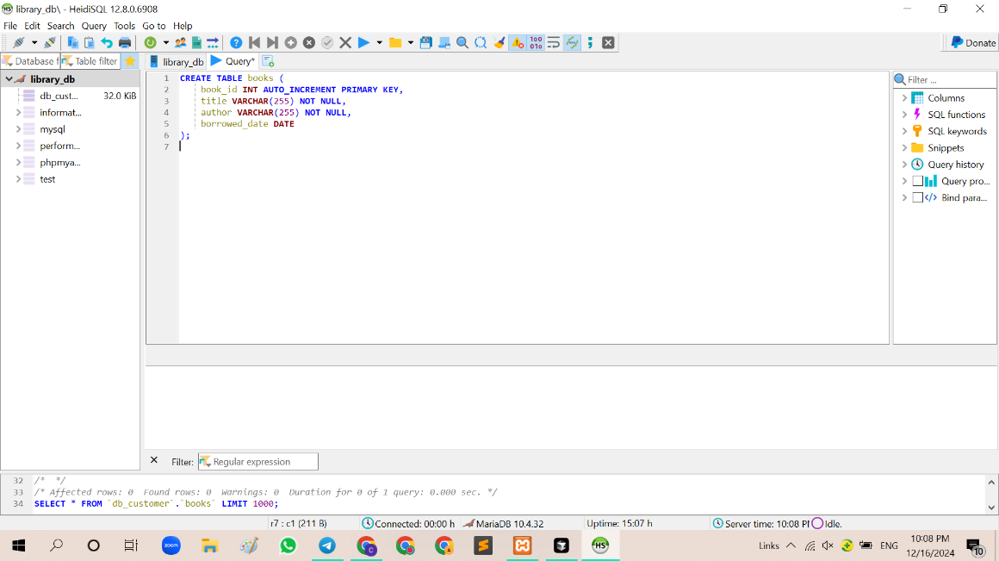 library_db\ - HeidiSQL 12.8.0.6908
File Edit Search Query Tools Go to Help
Donate
Database f Table filter library_db Query*
library_db
db_cust... 32.0 KiB
informat...
mysql
perform...
phpmya...
test
1 CREATE TABLE books (
2 book_id INT AUTO_INCREMENT PRIMARY KEY,
3 title VARCHAR(255) NOT NULL,
4 author VARCHAR(255) NOT NULL,
5 borrowed_date DATE
6 );
7
Filter ...
Columns
SQL functions
SQL keywords
Snippets
Query history
Query pro...
Bind para...
Filter: Regular expression
32 /* */
33 /* Affected rows: 0 Found rows: 0 Warnings: 0 Duration for 0 of 1 query: 0.000 sec. */
34 SELECT * FROM `db_customer`.`books` LIMIT 1000;
r7 : c1 (211 B) Connected: 00:00 h MariaDB 10.4.32 Uptime: 15:07 h Server time: 10:08 PI Idle.
zoom
C
HS
Links ENG 10:08 PM
12/16/2024
10